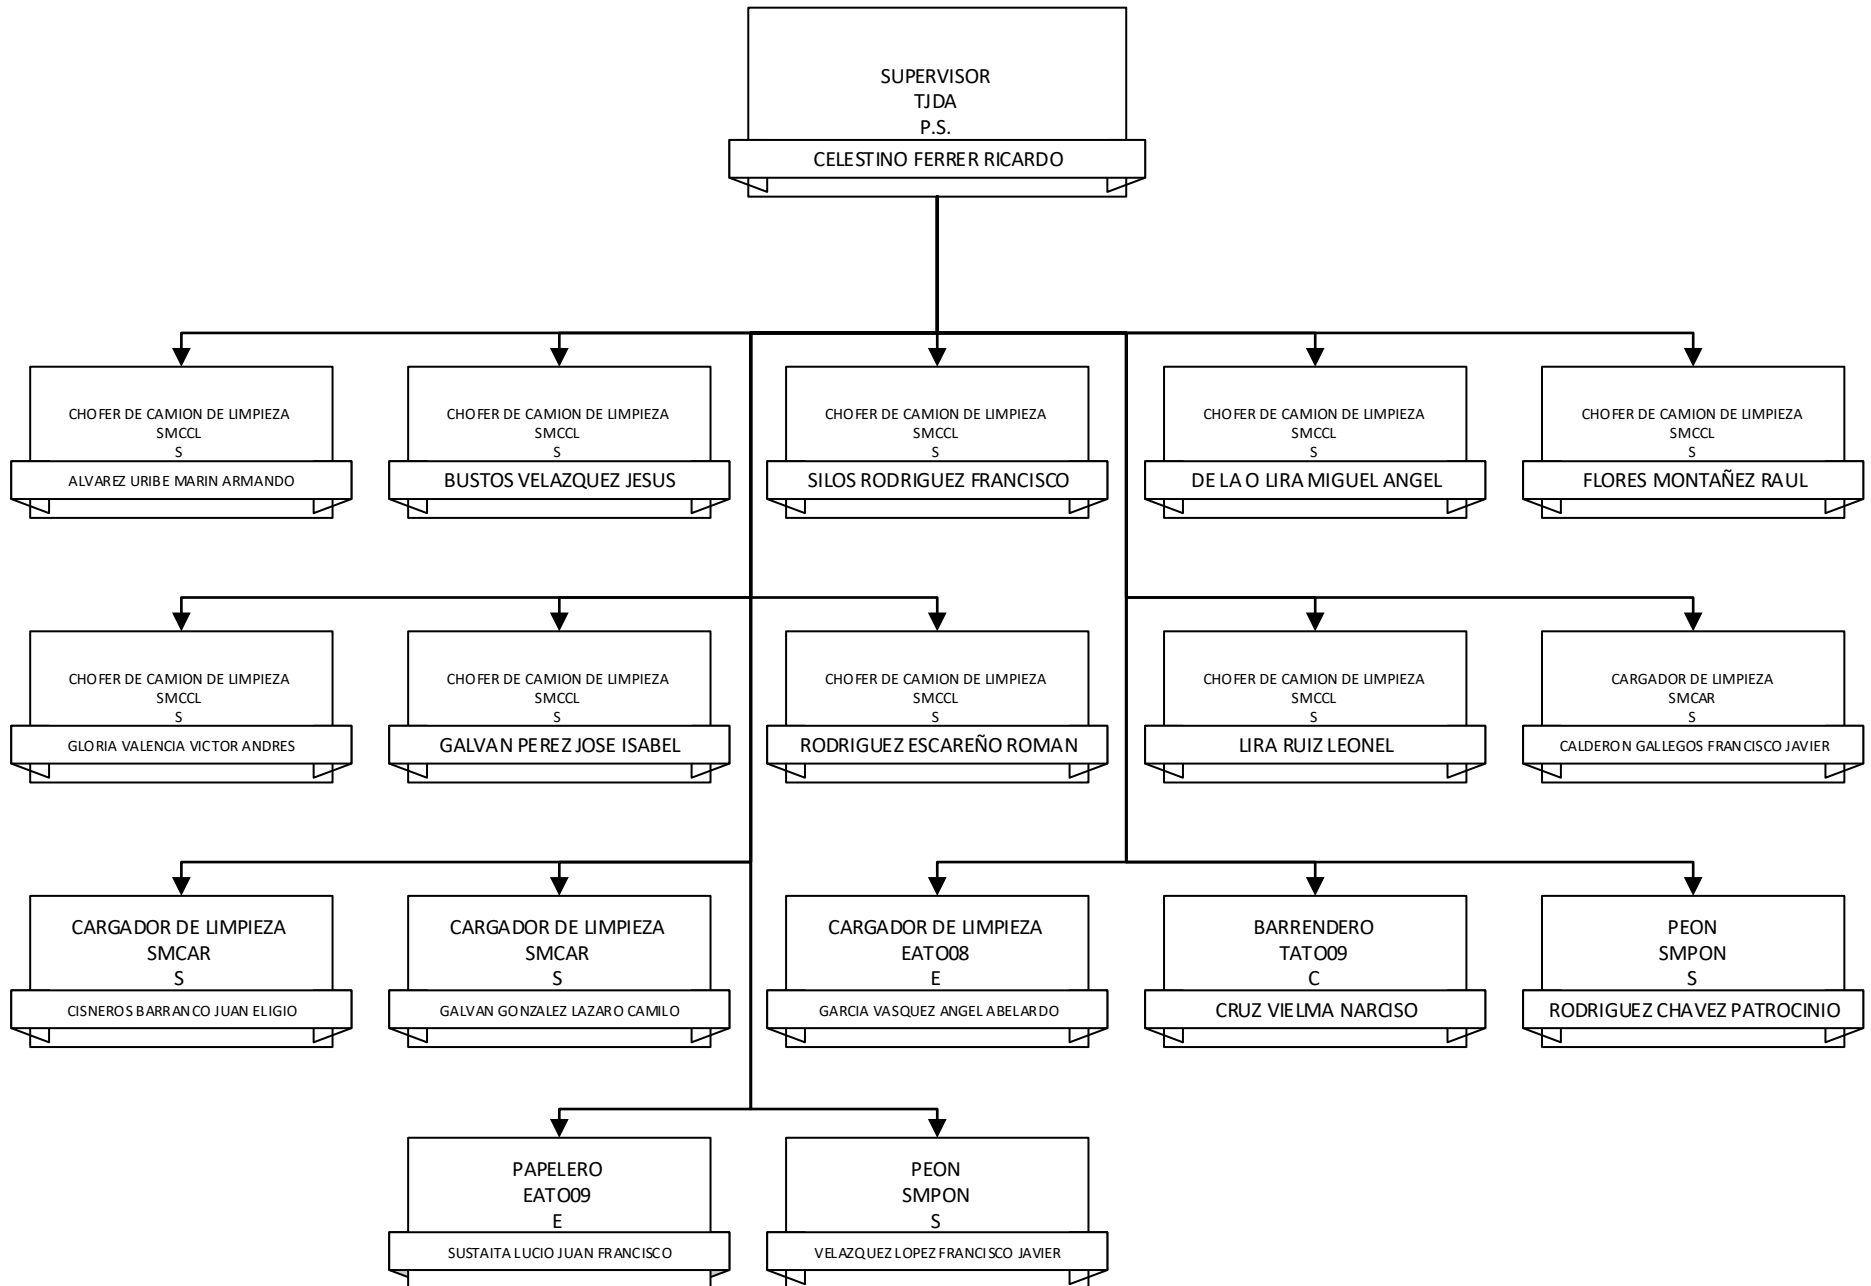 SUPERVISOR
TJDA
P.S.
CELESTINO FERRER RICARDO
CHOFER DE CAMION DE LIMPIEZA
SMCCL
S
ALVAREZ URIBE MARIN ARMANDO
CHOFER DE CAMION DE LIMPIEZA
SMCCL
S
BUSTOS VELAZQUEZ JESUS
CHOFER DE CAMION DE LIMPIEZA
SMCCL
S
SILOS RODRIGUEZ FRANCISCO
CHOFER DE CAMION DE LIMPIEZA
SMCCL
S
DE LA O LIRA MIGUEL ANGEL
CHOFER DE CAMION DE LIMPIEZA
SMCCL
S
FLORES MONTAÑEZ RAUL
CHOFER DE CAMION DE LIMPIEZA
SMCCL
S
GLORIA VALENCIA VICTOR ANDRES
CHOFER DE CAMION DE LIMPIEZA
SMCCL
S
GALVAN PEREZ JOSE ISABEL
CHOFER DE CAMION DE LIMPIEZA
SMCCL
S
RODRIGUEZ ESCAREÑO ROMAN
CHOFER DE CAMION DE LIMPIEZA
SMCCL
S
LIRA RUIZ LEONEL
CARGADOR DE LIMPIEZA
SMCAR
S
CALDERON GALLEGOS FRANCISCO JAVIER
CARGADOR DE LIMPIEZA
SMCAR
S
CISNEROS BARRANCO JUAN ELIGIO
CARGADOR DE LIMPIEZA
SMCAR
S
GALVAN GONZALEZ LAZARO CAMILO
CARGADOR DE LIMPIEZA
EATO08
E
GARCIA VASQUEZ ANGEL ABELARDO
BARRENDERO
TATO09
C
CRUZ VIELMA NARCISO
PEON
SMPON
S
RODRIGUEZ CHAVEZ PATROCINIO
PAPELERO
EATO09
E
SUSTAITA LUCIO JUAN FRANCISCO
PEON
SMPON
S
VELAZQUEZ LOPEZ FRANCISCO JAVIER